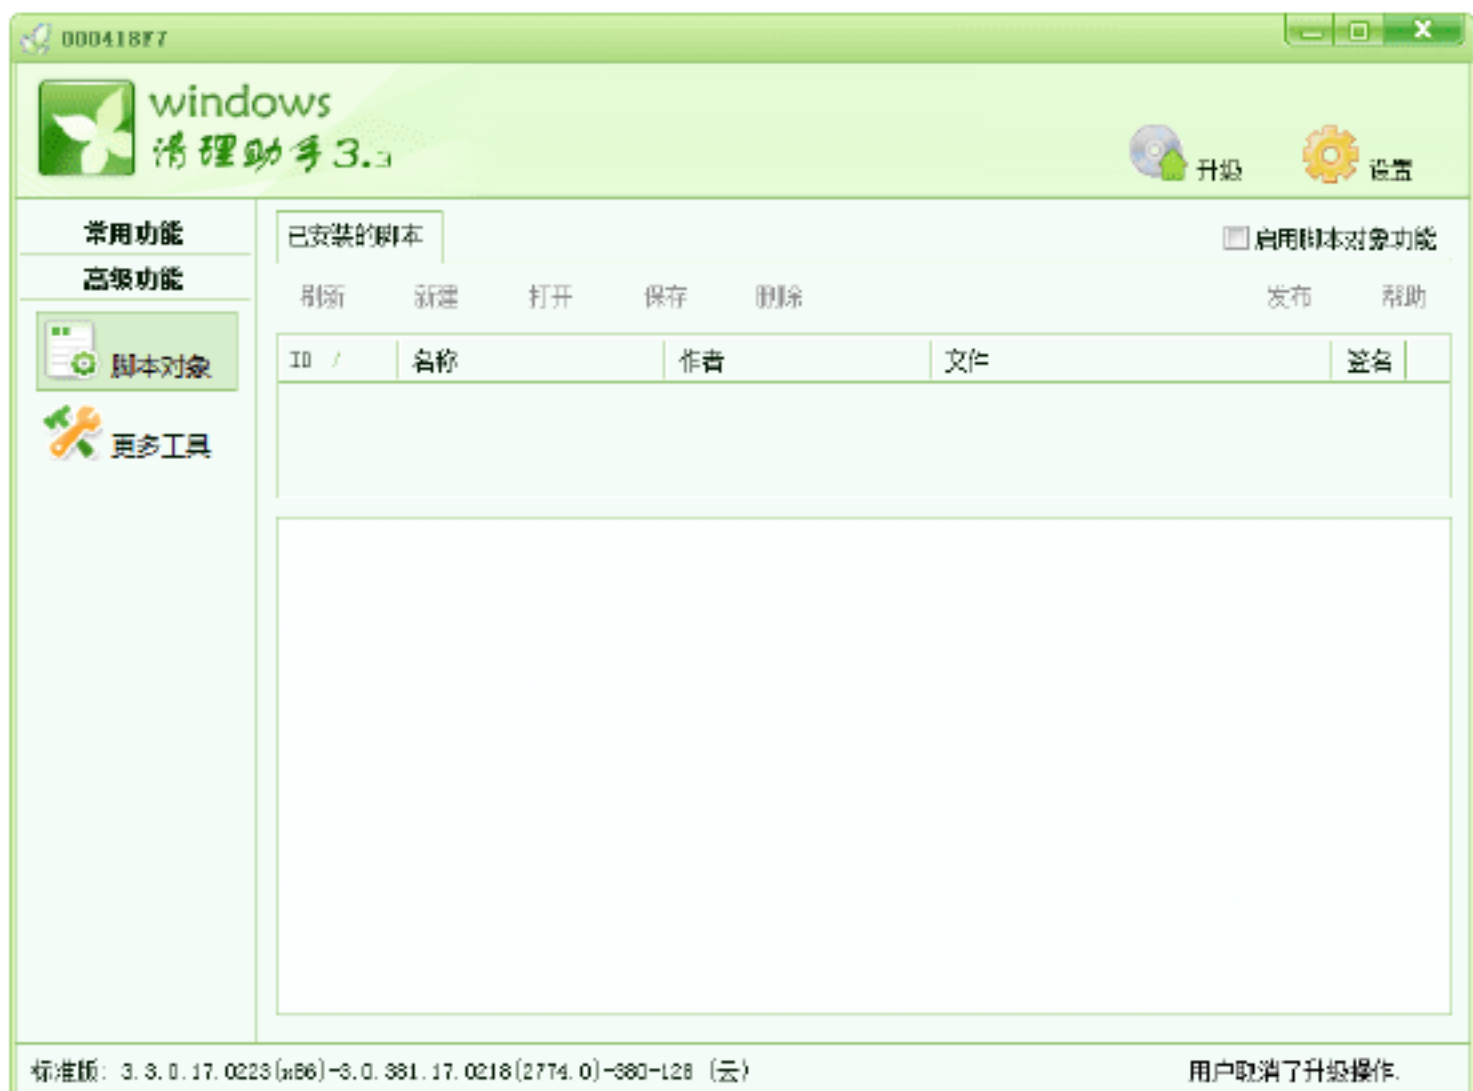 000418F7
windows
清理助手3.3
升级 设置
常用功能
高级功能
脚本对象
更多工具
已安装的脚本 启用脚本对象功能
刷新 新建 打开 保存 删除 发布 帮助
ID / 名称 作者 文件 签名
标准版: 3.3.0.17.0223(x86)-3.0.381.17.0218(2774.0)-380-128 (云)
用户取消了升级操作.